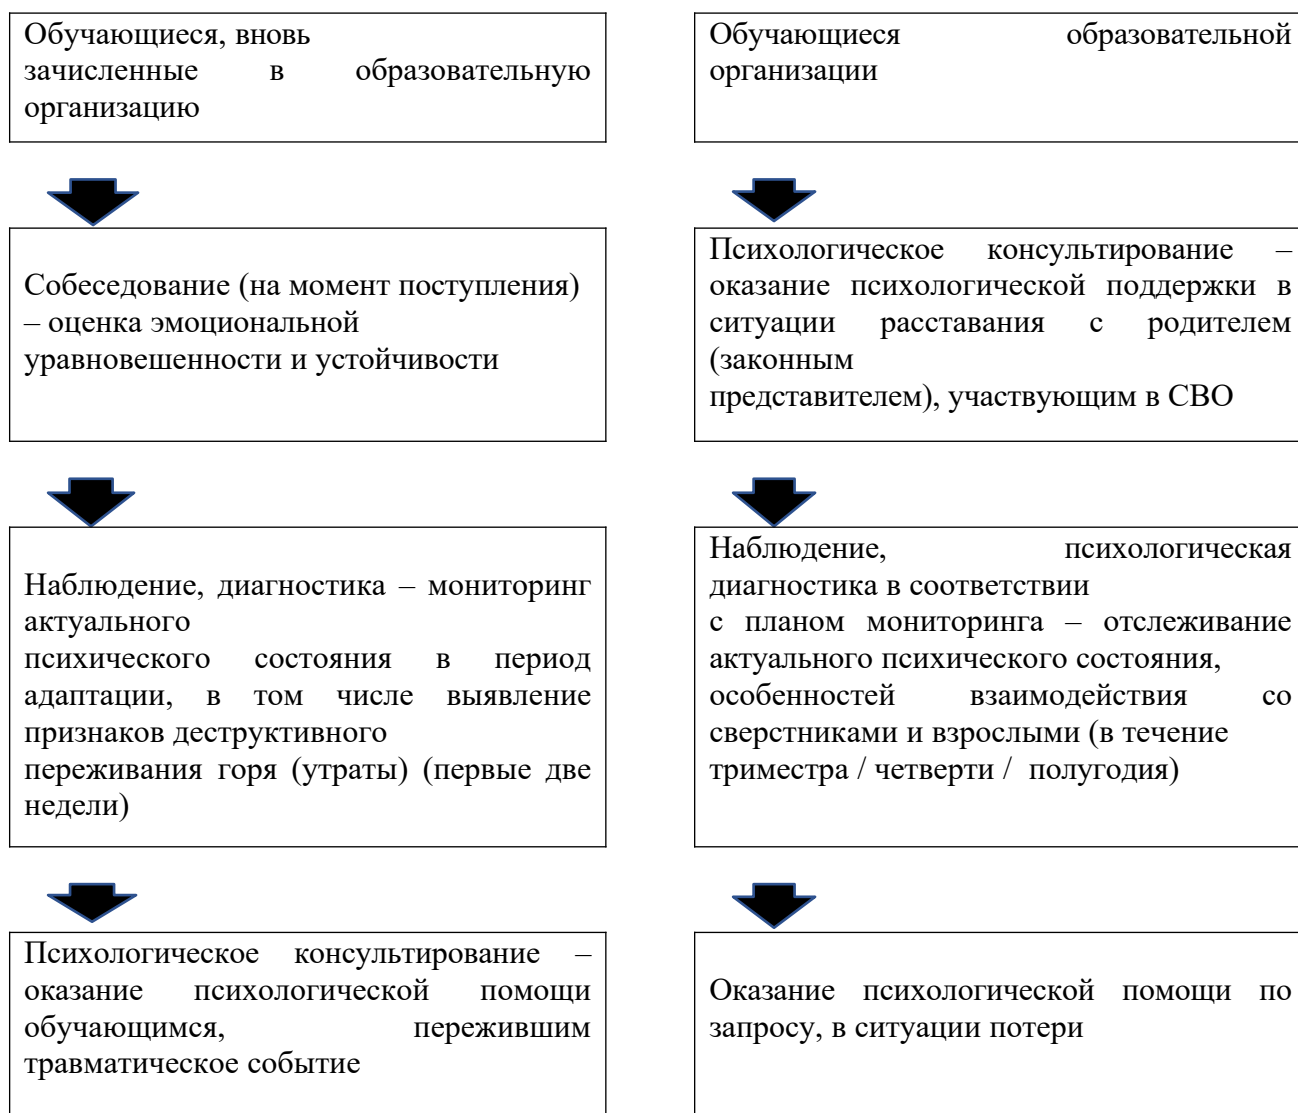 Обучающиеся, вновь
зачисленные в образовательную
организацию
Обучающиеся образовательной
организации
Собеседование (на момент поступления)
– оценка эмоциональной
уравновешенности и устойчивости
Психологическое консультирование –
оказание психологической поддержки в
ситуации расставания с родителем
(законным
представителем), участвующим в СВО
Наблюдение, диагностика – мониторинг
актуального
психического состояния в период
адаптации, в том числе выявление
признаков деструктивного
переживания горя (утраты) (первые две
недели)
Наблюдение, психологическая
диагностика в соответствии
с планом мониторинга – отслеживание
актуального психического состояния,
особенностей взаимодействия со
сверстниками и взрослыми (в течение
триместра / четверти / полугодия)
Психологическое консультирование –
оказание психологической помощи
обучающимся, пережившим
травматическое событие
Оказание психологической помощи по
запросу, в ситуации потери